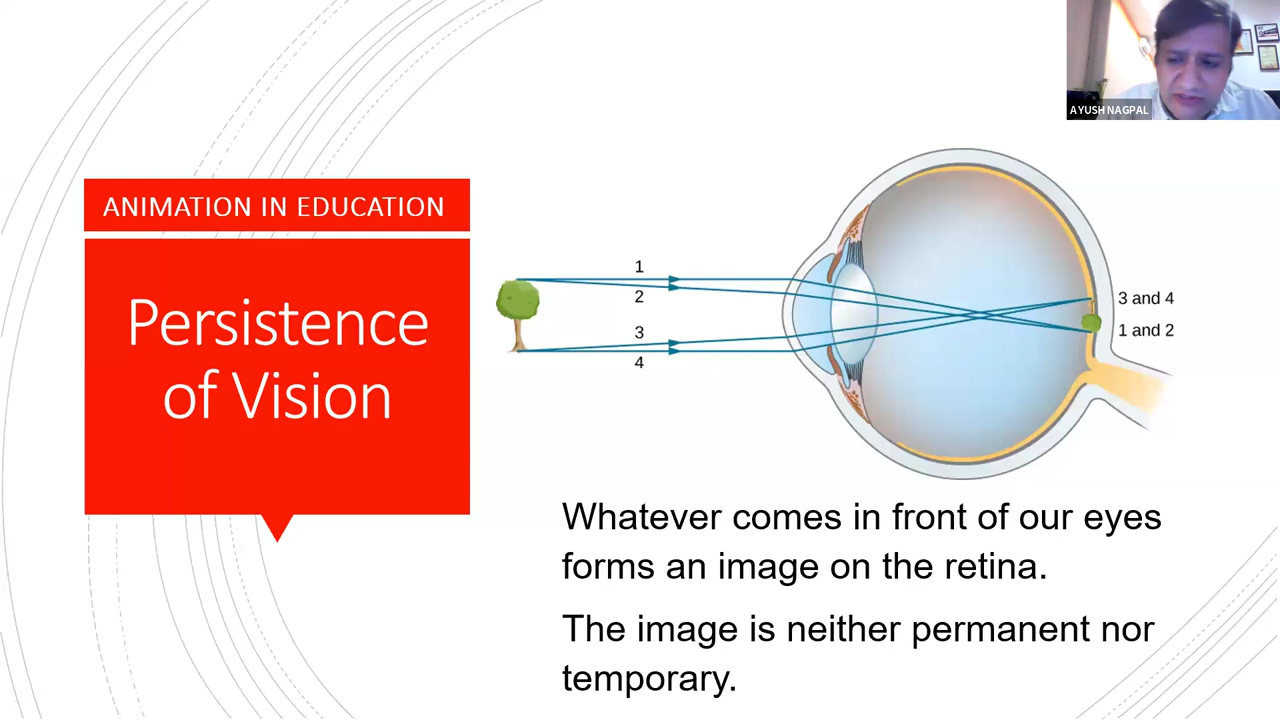 AYUSH NAGPAL
ANIMATION IN EDUCATION
Persistence
of Vision
1
2
3
4
3 and 4
1 and 2
Whatever comes in front of our eyes
forms an image on the retina.
The image is neither permanent nor
temporary.